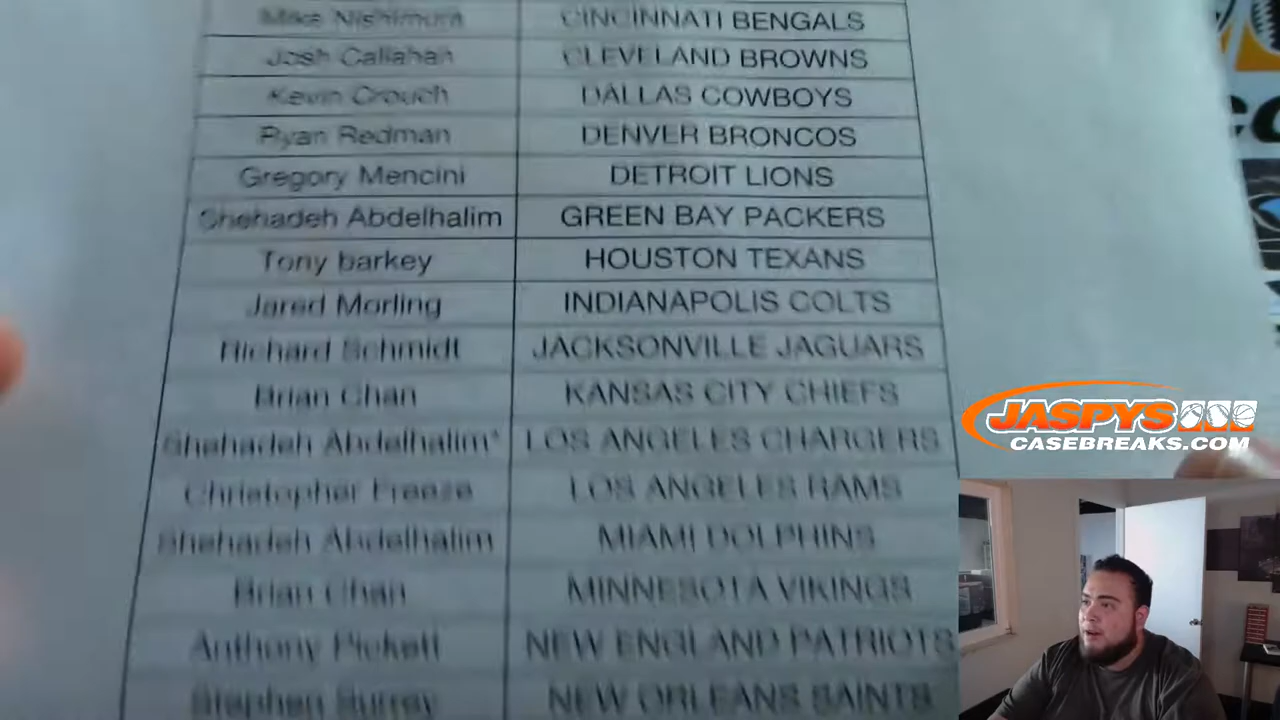 Mike Nishimura CINCINNATI BENGALS
Josh Callahan CLEVELAND BROWNS
Kevin Crouch DALLAS COWBOYS
Ryan Redman DENVER BRONCOS
Gregory Mencini DETROIT LIONS
Shehadeh Abdelhalim GREEN BAY PACKERS
Tony barkey HOUSTON TEXANS
Jared Morling INDIANAPOLIS COLTS
Richard Schmidt JACKSONVILLE JAGUARS
Brian Chan KANSAS CITY CHIEFS
Shehadeh Abdelhalim* LOS ANGELES CHARGERS
Christopher Freeze LOS ANGELES RAMS
Shehadeh Abdelhalim MIAMI DOLPHINS
Brian Chan MINNESOTA VIKINGS
Anthony Pickett NEW ENGLAND PATRIOTS
Stephen Surrey NEW ORLEANS SAINTS
JASPYS
CASEBREAKS.COM